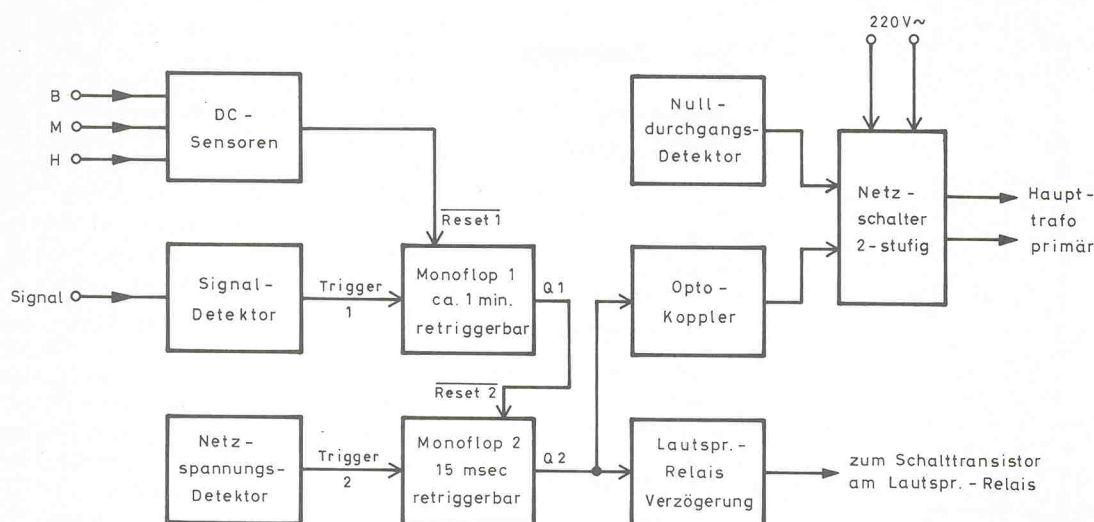 220V~
B
M
H
DC -
Sensoren
Null -
durchgangs-
Detektor
Netz -
schalter
2-stufig
Haupt-
trafo
primär
Reset 1
Signal
Signal -
Detektor
Trigger
1
Monoflop 1
ca. 1 min.
retriggerbar
Q1
Opto -
Koppler
Reset 2
Netz -
spannungs-
Detektor
Trigger
2
Monoflop 2
15 msec
retriggerbar
Q2
Lautspr.-
Relais
Verzögerung
zum Schalttransistor
am Lautspr. - Relais